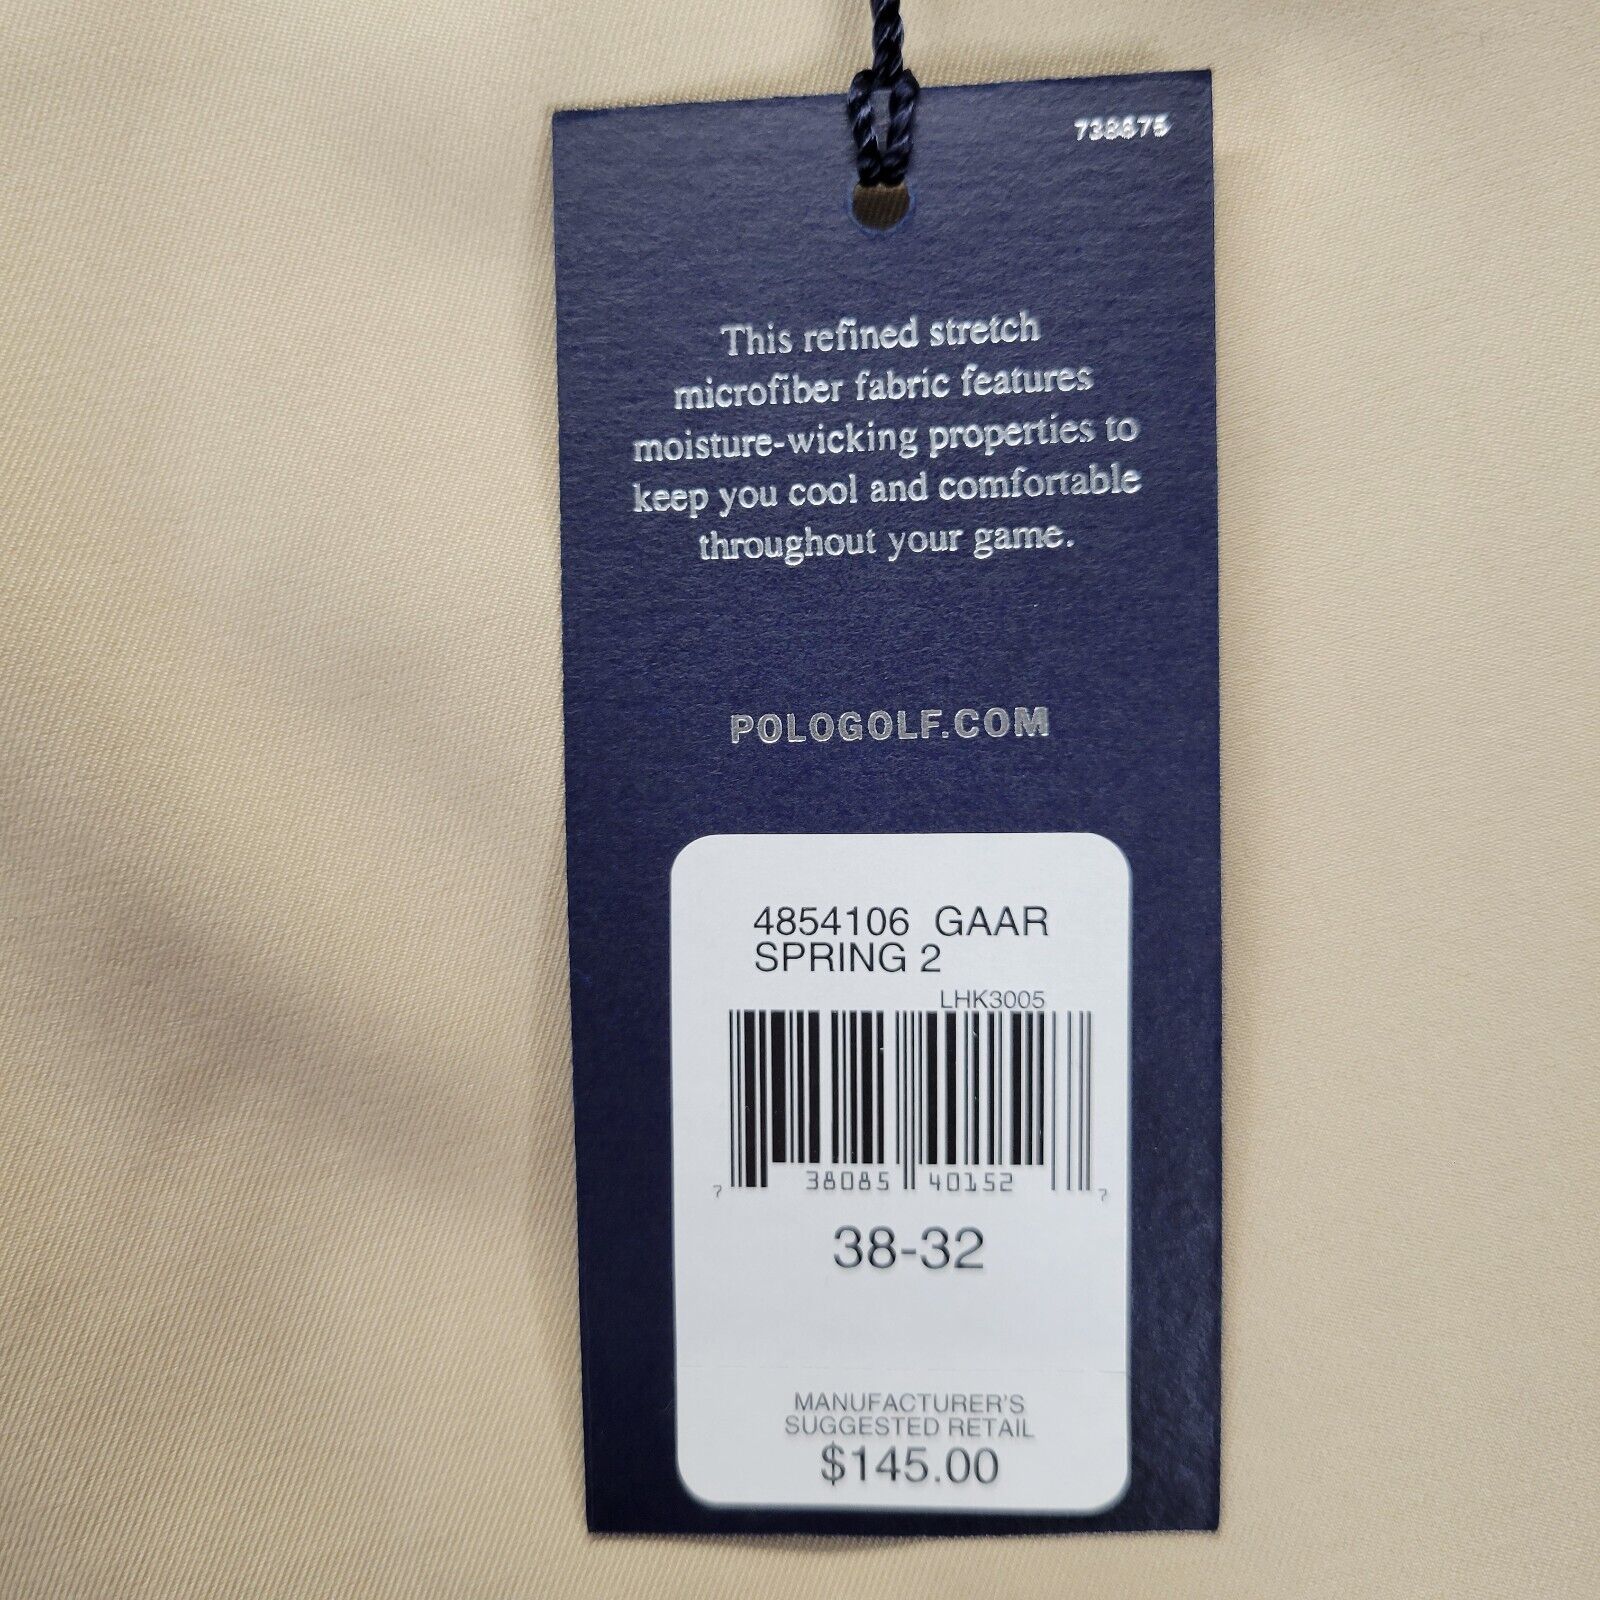 738675
This refined stretch
microfiber fabric features
moisture-wicking properties to
keep you cool and comfortable
throughout your game.
POLOGOLF.COM
4854106 GAAR
SPRING 2
LHK3005
7 38085 40152 7
38-32
MANUFACTURER'S
SUGGESTED RETAIL
$145.00